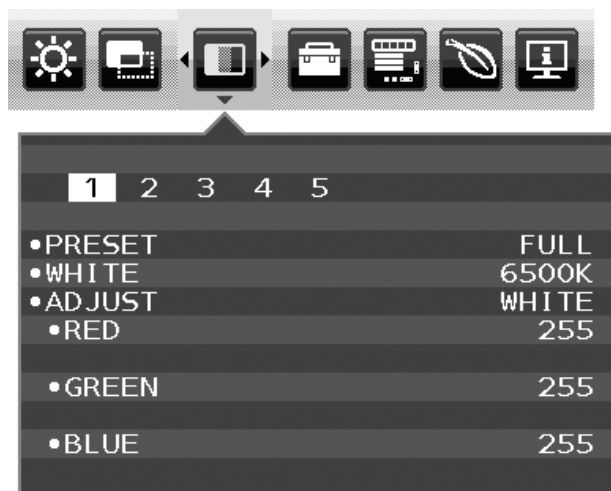 1 2 3 4 5
•PRESET FULL
•WHITE 6500K
•ADJUST WHITE
•RED 255
•GREEN 255
•BLUE 255